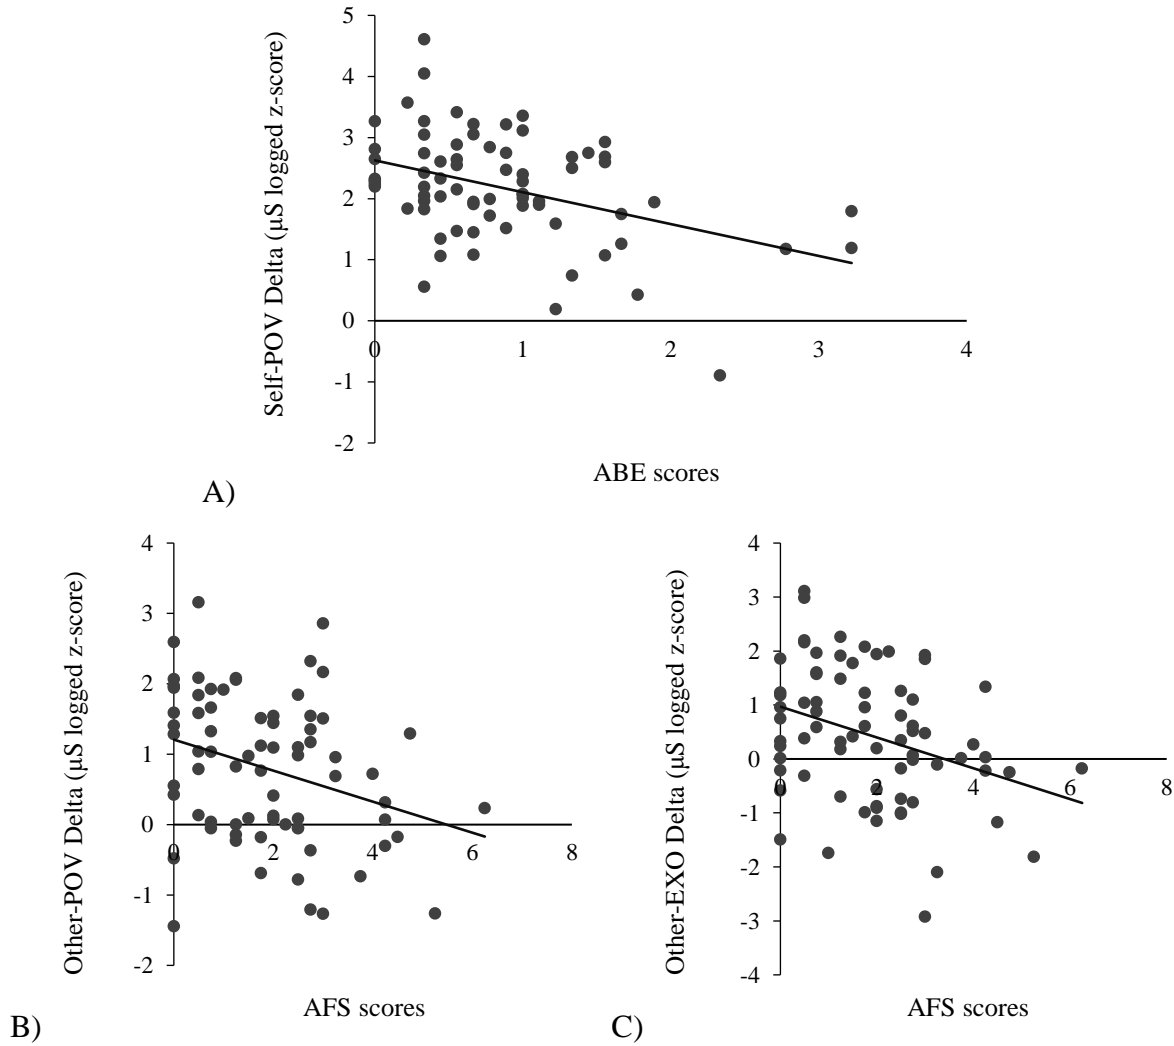 5
4
3
2
1
0
-1
-2
0 1 2 3 4
Self-POV Delta (µS logged z-score)
ABE scores
A)
4
3
2
1
0
-1
-2
0 2 4 6 8
Other-POV Delta (µS logged z-score)
AFS scores
B)
4
3
2
1
0
-1
-2
-3
-4
0 2 4 6 8
Other-EXO Delta (µS logged z-score)
AFS scores
C)